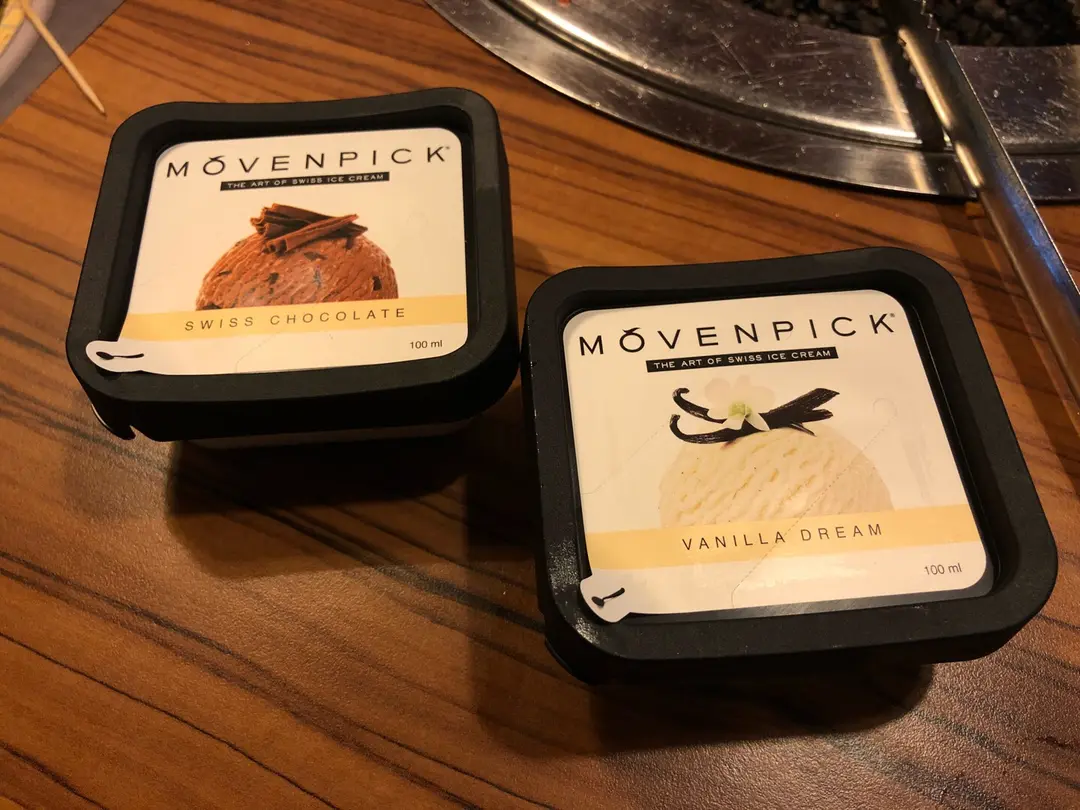 MÖVENPICK®
THE ART OF SWISS ICE CREAM
SWISS CHOCOLATE
100 ml
MÖVENPICK®
THE ART OF SWISS ICE CREAM
VANILLA DREAM
100 ml